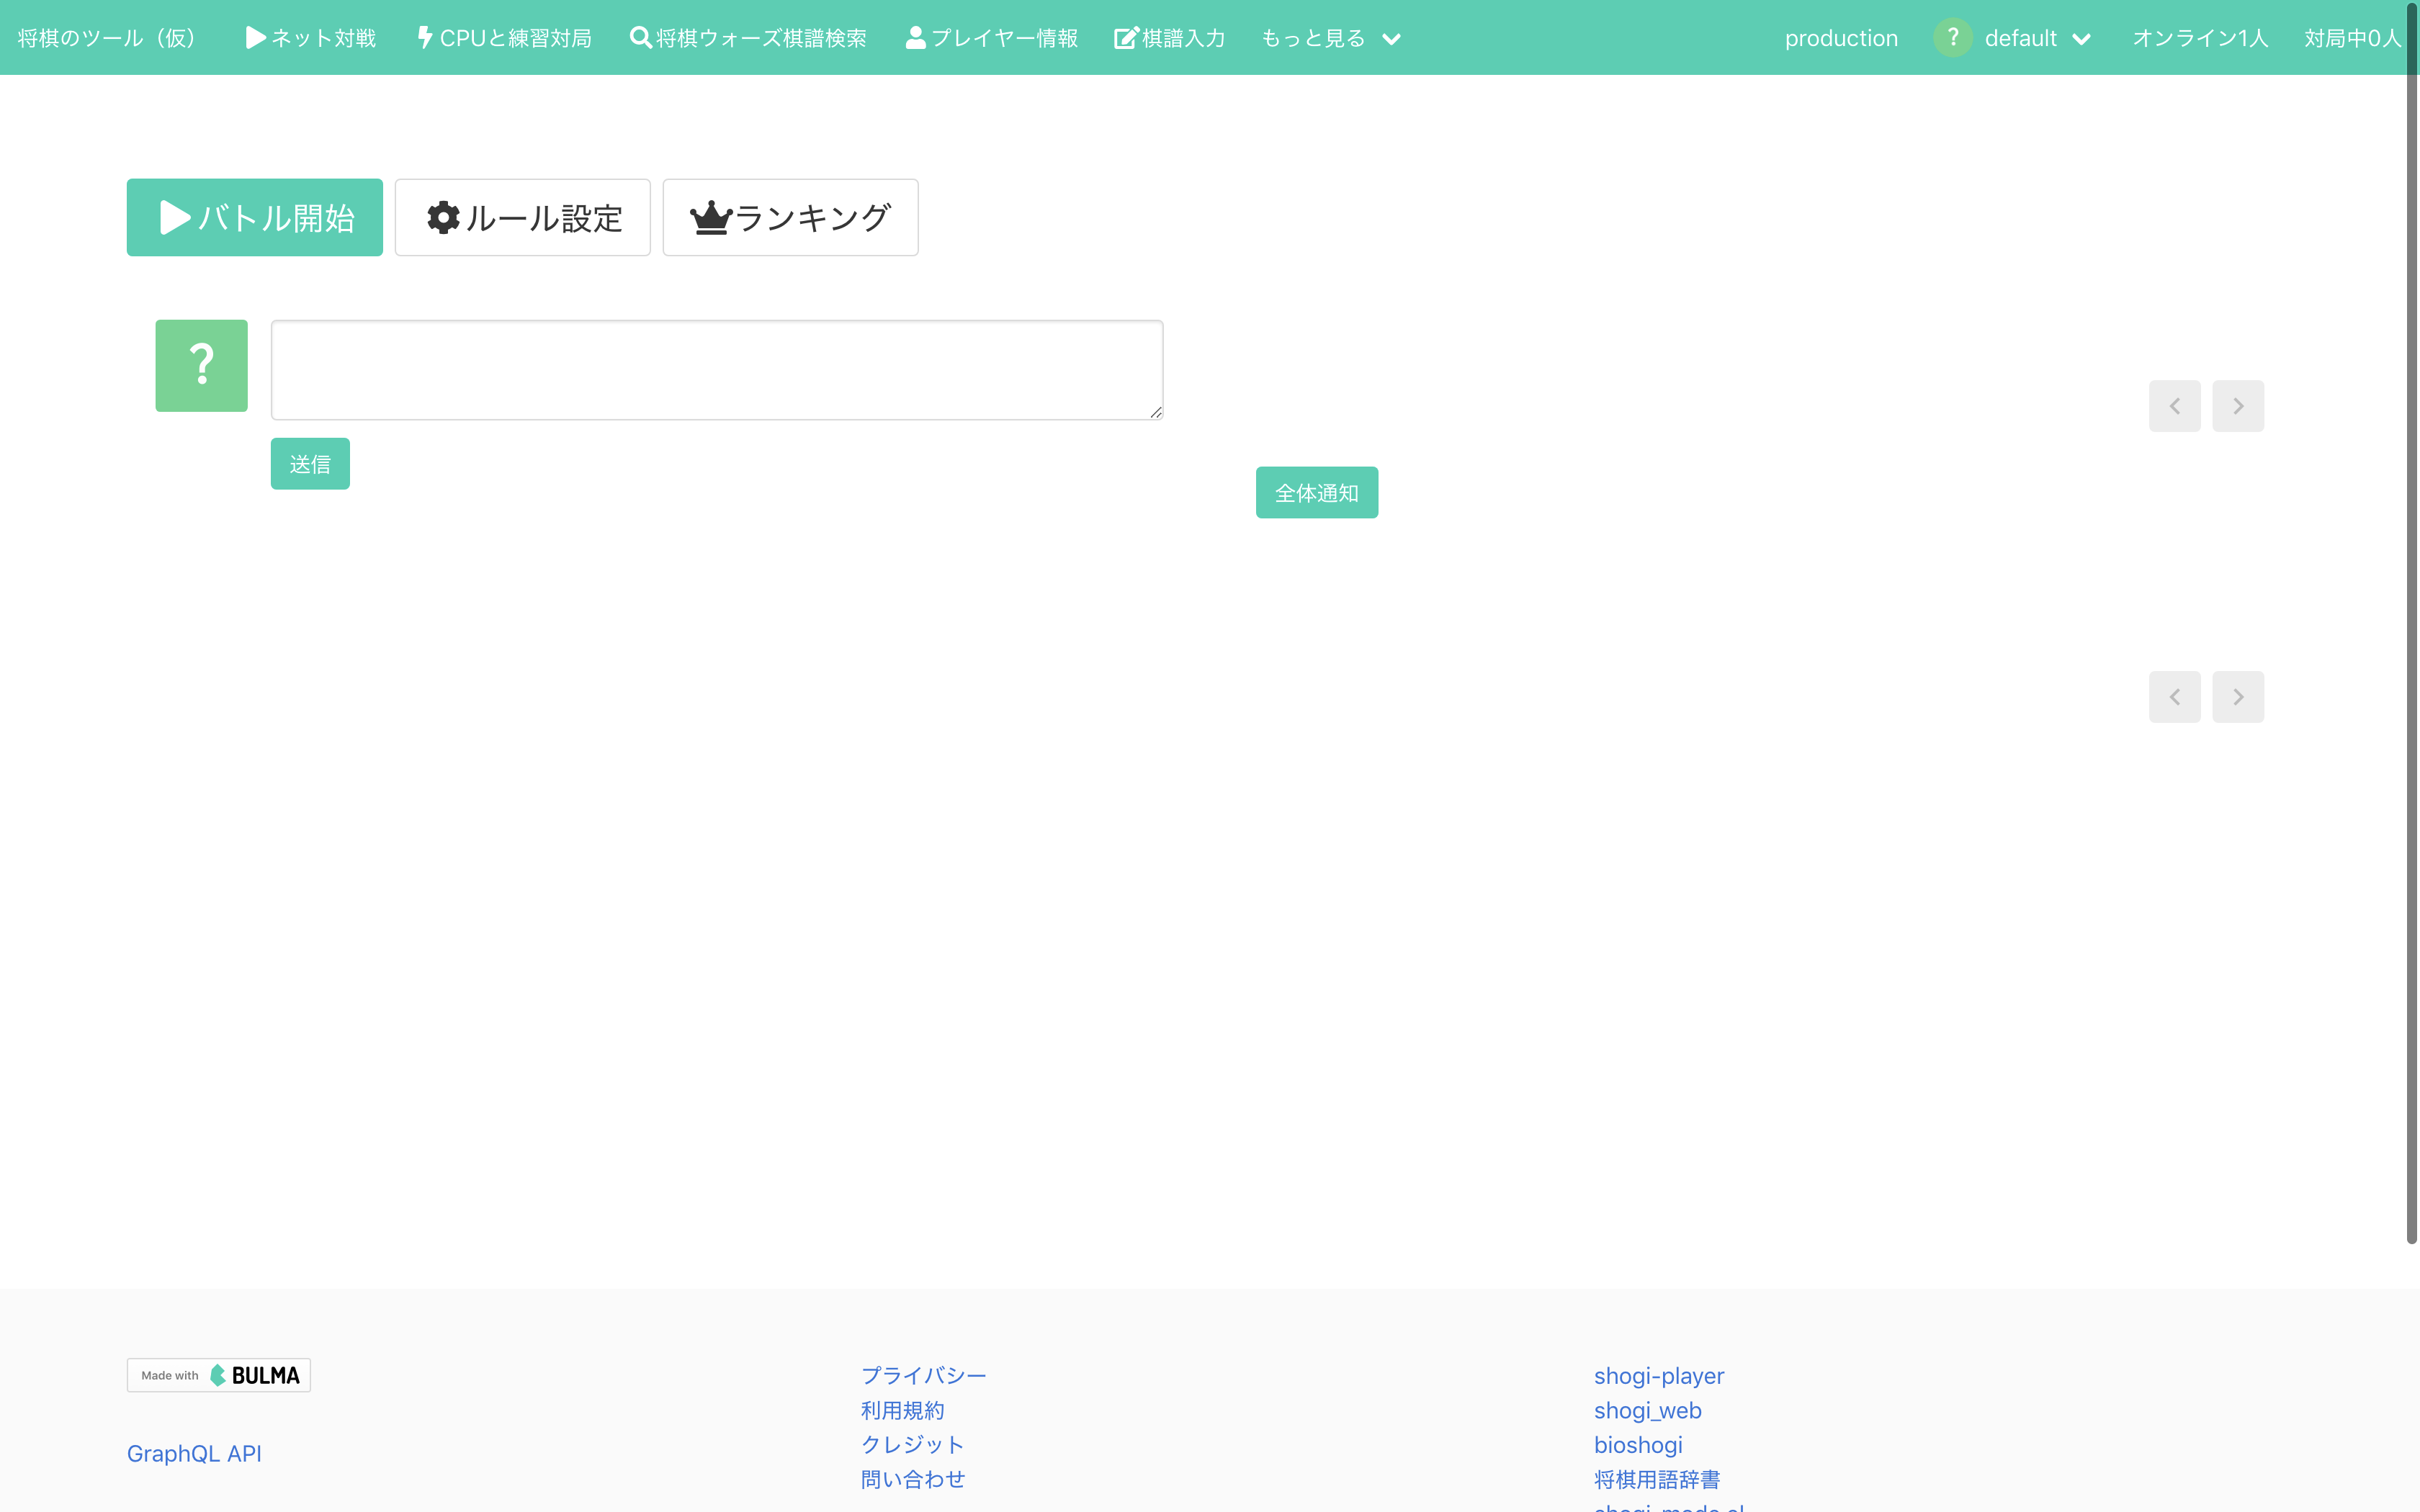 将棋のツール（仮） ネット対戦 CPUと練習対局 将棋ウォーズ棋譜検索 プレイヤー情報 棋譜入力 もっと見る production ? default オンライン1人 対局中0人
バトル開始 ルール設定 ランキング
?
送信
全体通知
Made with BULMA
GraphQL API
プライバシー
利用規約
クレジット
問い合わせ
shogi-player
shogi_web
bioshogi
将棋用語辞書